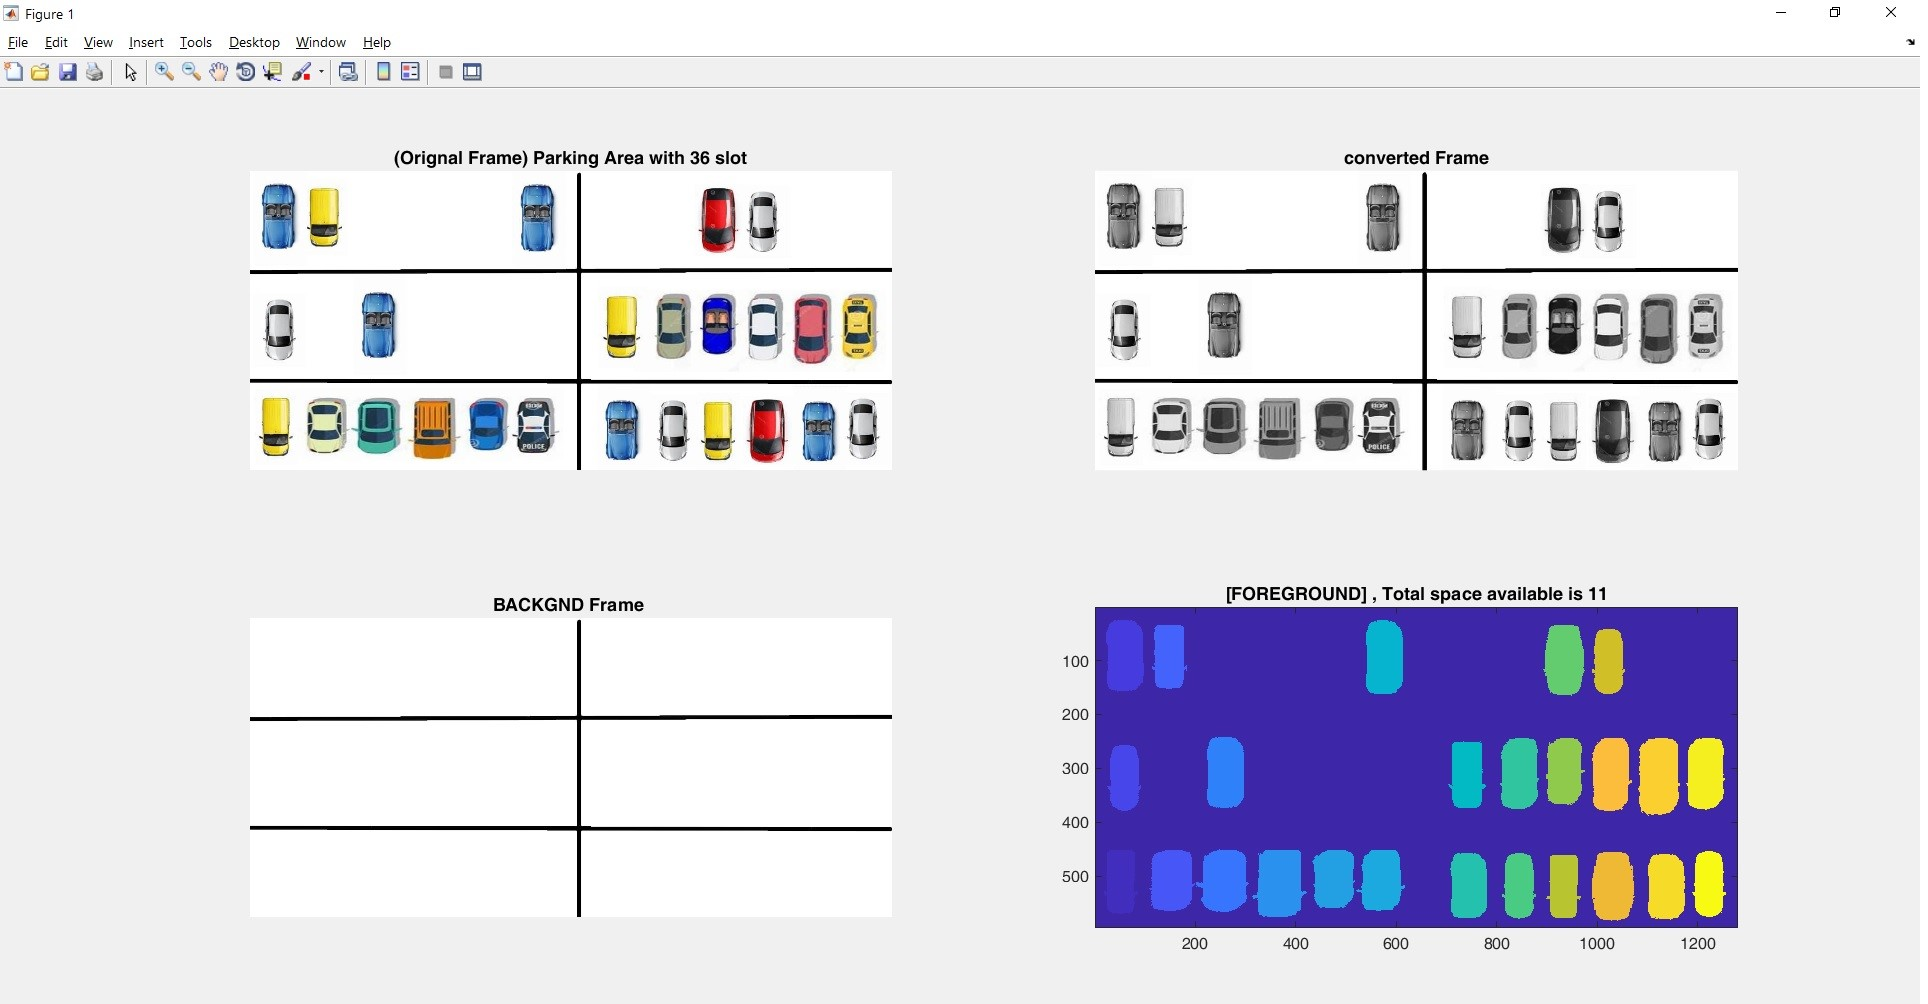 Figure 1
File Edit View Insert Tools Desktop Window Help
(Orignal Frame) Parking Area with 36 slot
converted Frame
POLICE
POLICE
BACKGND Frame
[FOREGROUND] , Total space available is 11
100
200
300
400
500
200 400 600 800 1000 1200